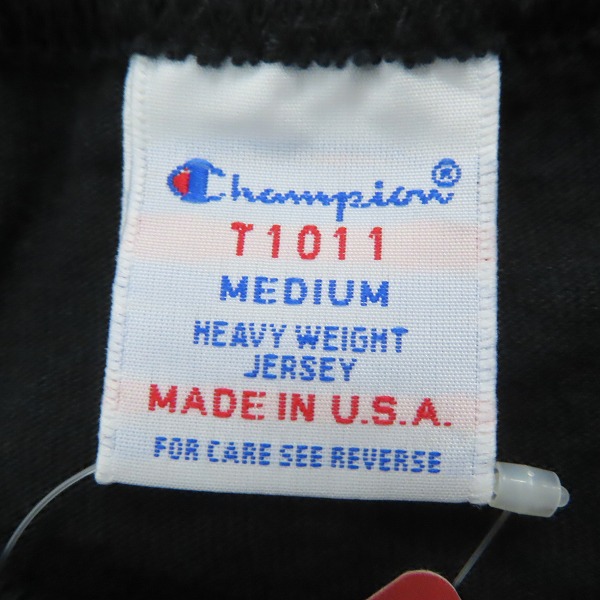 Champion®
T1011
MEDIUM
HEAVY WEIGHT
JERSEY
MADE IN U.S.A.
FOR CARE SEE REVERSE